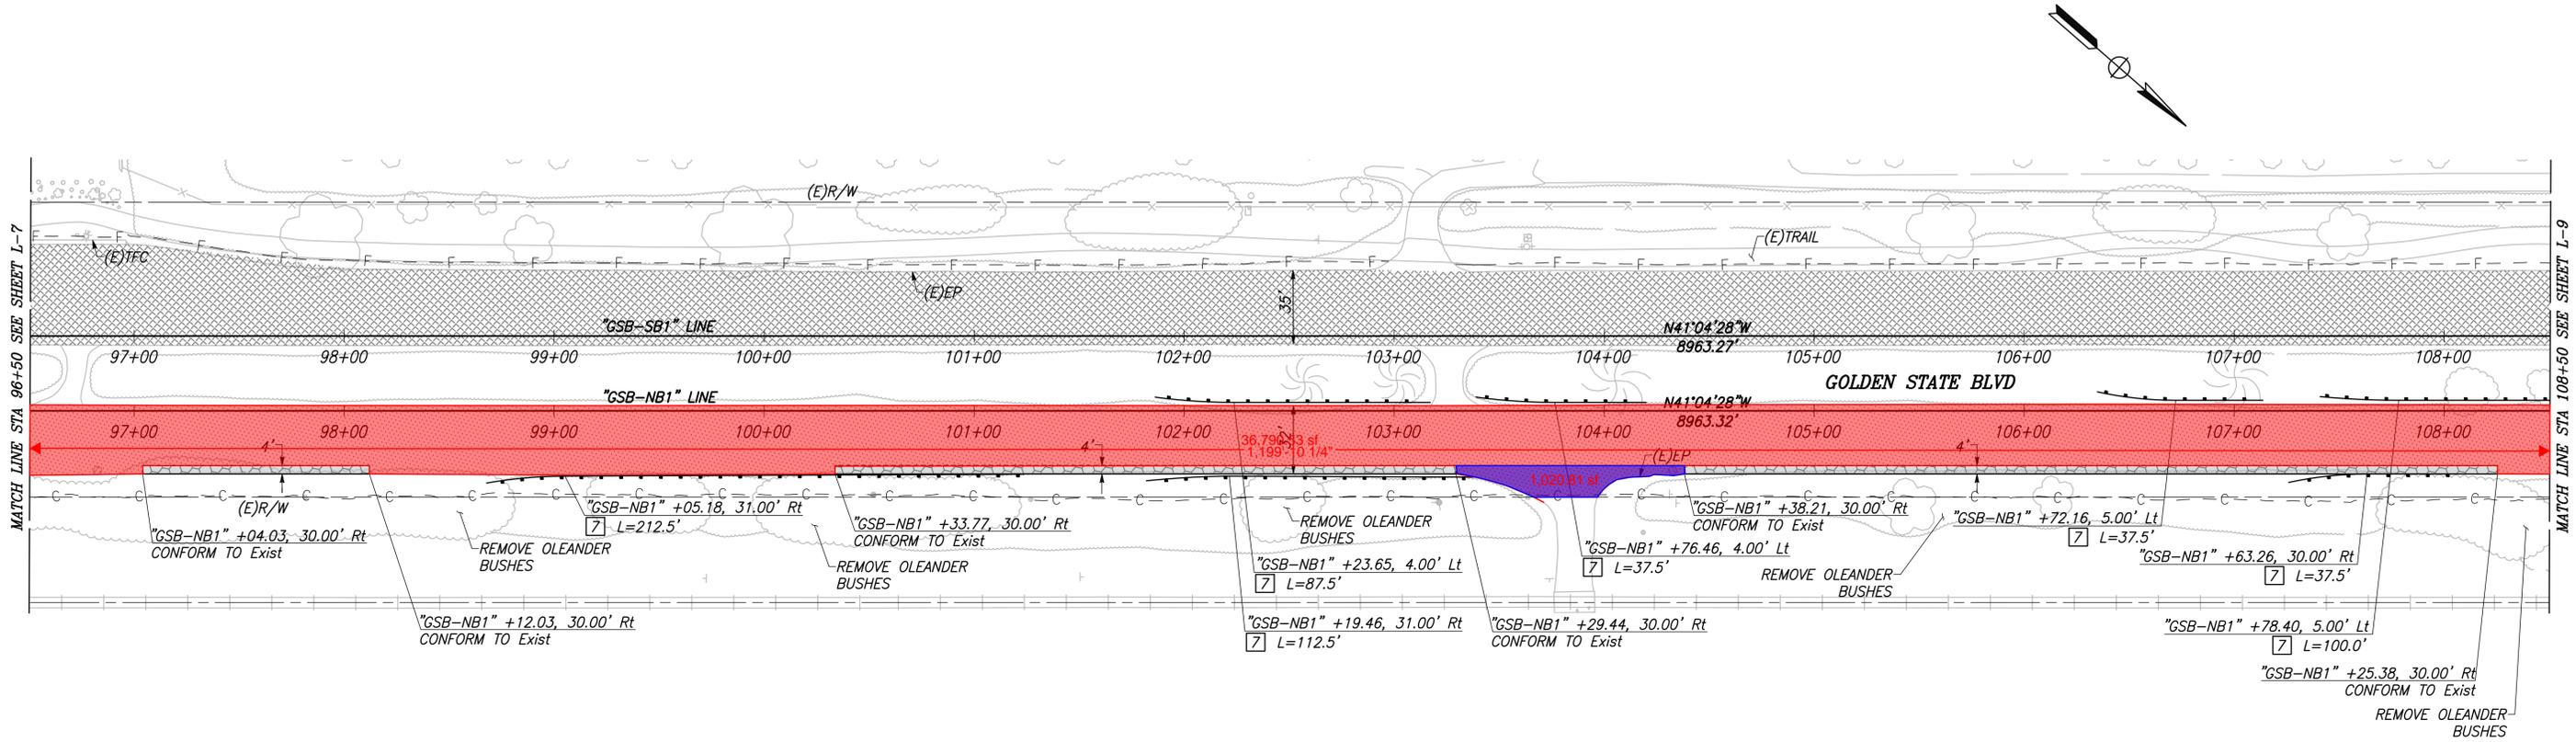 (E)R/W
MATCH LINE STA 96+50 SEE SHEET L-7
MATCH LINE STA 108+50 SEE SHEET L-9
F F F F F F F F F F F F F F F F F F F F F F F F F F F F F F
(E)TFC
(E)TRAIL
(E)EP
35'
"GSB-SB1" LINE
N41°04'28"W
8963.27'
97+00 98+00 99+00 100+00 101+00 102+00 103+00 104+00 105+00 106+00 107+00 108+00
GOLDEN STATE BLVD
"GSB-NB1" LINE
N41°04'28"W
8963.32'
97+00 98+00 99+00 100+00 101+00 102+00 103+00 104+00 105+00 106+00 107+00 108+00
32'
1,199'-10 1/4"
4' 4' 4'
(E)EP
C C C C C C C C C C C C C C C C C C C C C C C C C C C C C C
(E)R/W
"GSB-NB1" +04.03, 30.00' Rt
CONFORM TO Exist
"GSB-NB1" +12.03, 30.00' Rt
CONFORM TO Exist
REMOVE OLEANDER
BUSHES
"GSB-NB1" +05.18, 31.00' Rt
7 L=212.5'
REMOVE OLEANDER
BUSHES
"GSB-NB1" +33.77, 30.00' Rt
CONFORM TO Exist
REMOVE OLEANDER
BUSHES
"GSB-NB1" +23.65, 4.00' Lt
7 L=87.5'
"GSB-NB1" +19.46, 31.00' Rt
7 L=112.5'
"GSB-NB1" +29.44, 30.00' Rt
CONFORM TO Exist
"GSB-NB1" +76.46, 4.00' Lt
7 L=37.5'
"GSB-NB1" +38.21, 30.00' Rt
CONFORM TO Exist
REMOVE OLEANDER
BUSHES
"GSB-NB1" +72.16, 5.00' Lt
7 L=37.5'
"GSB-NB1" +63.26, 30.00' Rt
7 L=37.5'
"GSB-NB1" +78.40, 5.00' Lt
7 L=100.0'
"GSB-NB1" +25.38, 30.00' Rt
CONFORM TO Exist
REMOVE OLEANDER
BUSHES